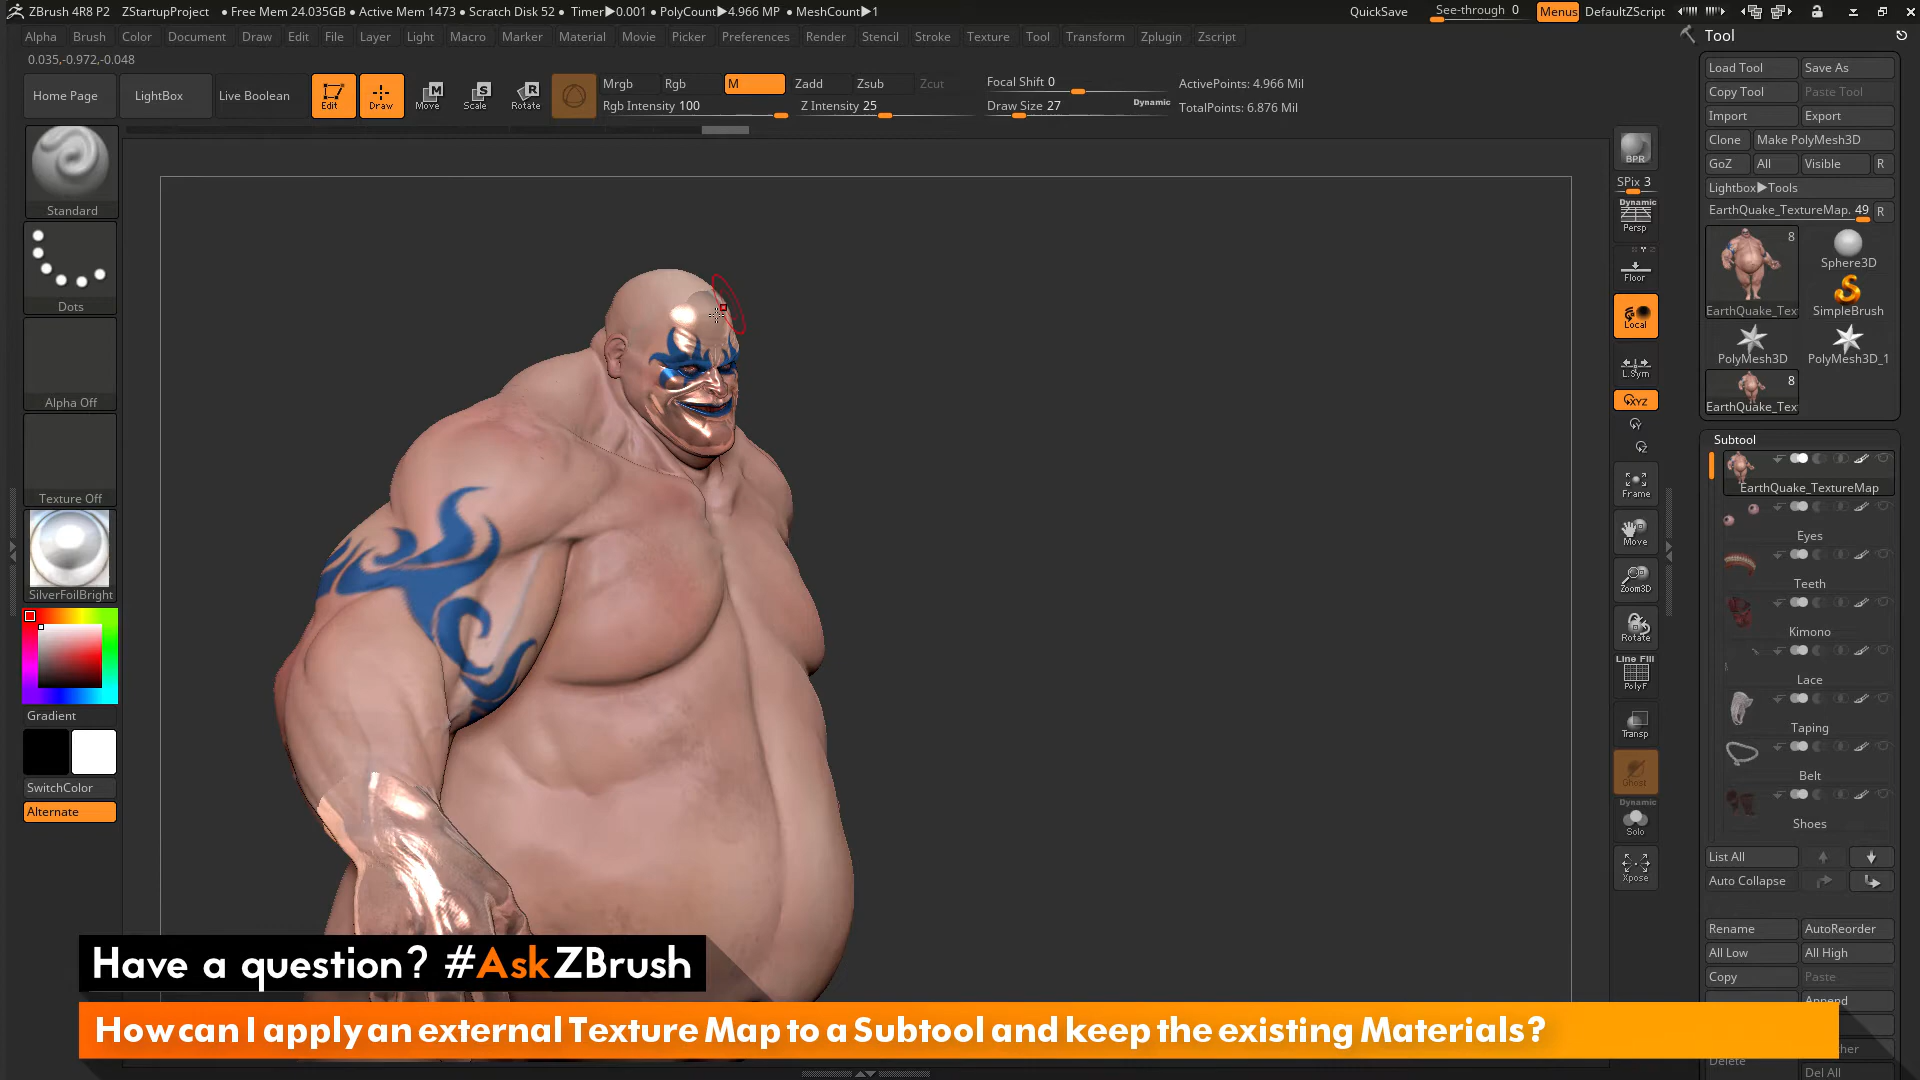 ZBrush 4R8 P2 ZStartupProject • Free Mem 24.035GB • Active Mem 1473 • Scratch Disk 52 • Timer▶0.001 • PolyCount▶4.966 MP • MeshCount▶1 QuickSave See-through 0 Menus DefaultZScript
Alpha Brush Color Document Draw Edit File Layer Light Macro Marker Material Movie Picker Preferences Render Stencil Stroke Texture Tool Transform Zplugin Zscript
0.035,-0.972,-0.048
Home Page LightBox Live Boolean Edit Draw Move Scale Rotate
Mrgb Rgb M Zadd Zsub Zcut
Rgb Intensity 100 Z Intensity 25
Focal Shift 0
Draw Size 27 Dynamic
ActivePoints: 4.966 Mil
TotalPoints: 6.876 Mil
Standard
Dots
Alpha Off
Texture Off
SilverFoilBright
Gradient
SwitchColor
Alternate
BPR
SPix 3
Dynamic
Persp
Floor
Local
L.Sym
XYZ
Y
Z
Frame
Move
Zoom3D
Rotate
Line Fill
PolyF
Transp
Ghost
Dynamic
Solo
Xpose
Tool
Load Tool Save As
Copy Tool Paste Tool
Import Export
Clone Make PolyMesh3D
GoZ All Visible R
Lightbox▶Tools
EarthQuake_TextureMap. 49 R
8
Sphere3D
EarthQuake_Tex SimpleBrush
PolyMesh3D PolyMesh3D_1
8
EarthQuake_Tex
Subtool
EarthQuake_TextureMap
Eyes
Teeth
Kimono
Lace
Taping
Belt
Shoes
List All
Auto Collapse
Rename AutoReorder
All Low All High
Copy Paste
Append
Delete
Del All
Have a question? #AskZBrush
How can I apply an external Texture Map to a Subtool and keep the existing Materials?